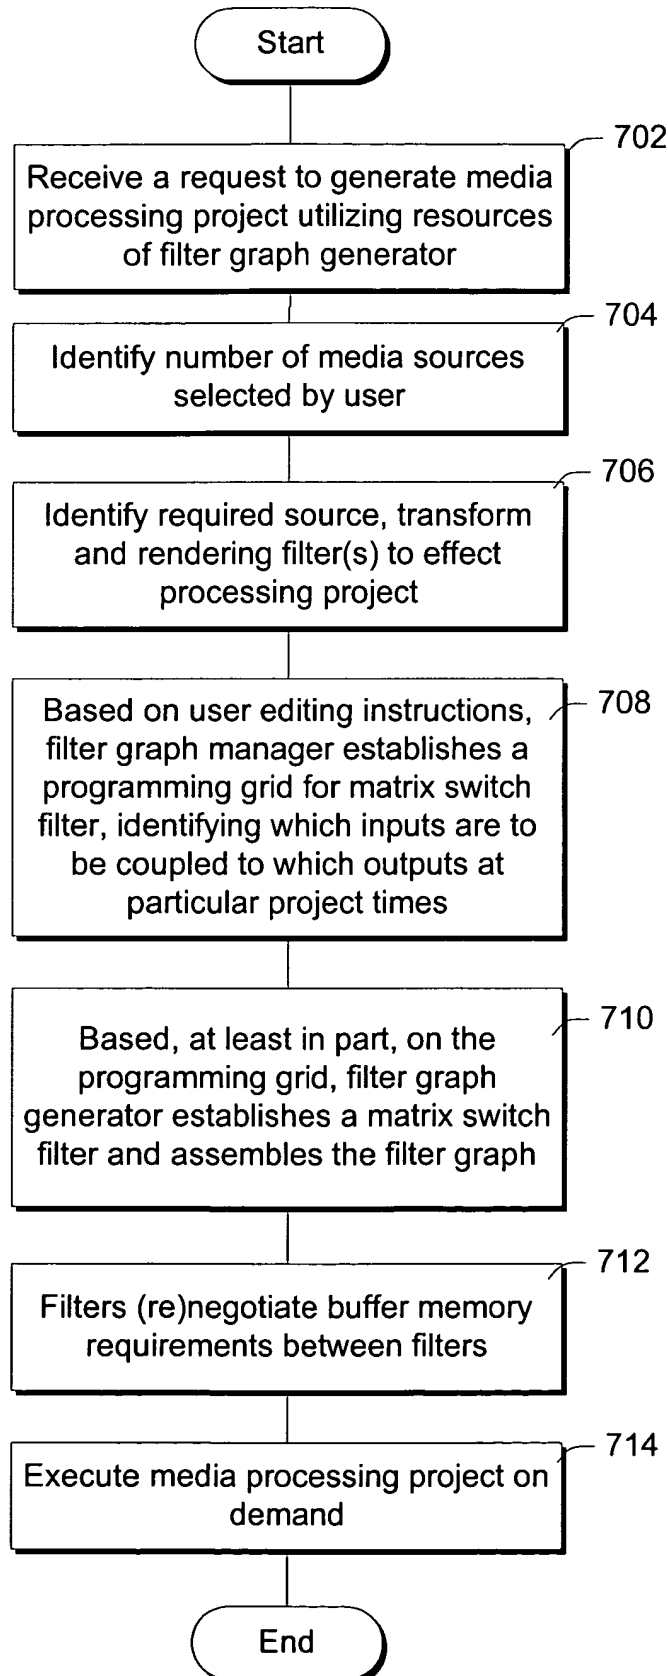 Start
702
Receive a request to generate media
processing project utilizing resources
of filter graph generator
704
Identify number of media sources
selected by user
706
Identify required source, transform
and rendering filter(s) to effect
processing project
708
Based on user editing instructions,
filter graph manager establishes a
programming grid for matrix switch
filter, identifying which inputs are to
be coupled to which outputs at
particular project times
710
Based, at least in part, on the
programming grid, filter graph
generator establishes a matrix switch
filter and assembles the filter graph
712
Filters (re)negotiate buffer memory
requirements between filters
714
Execute media processing project on
demand
End